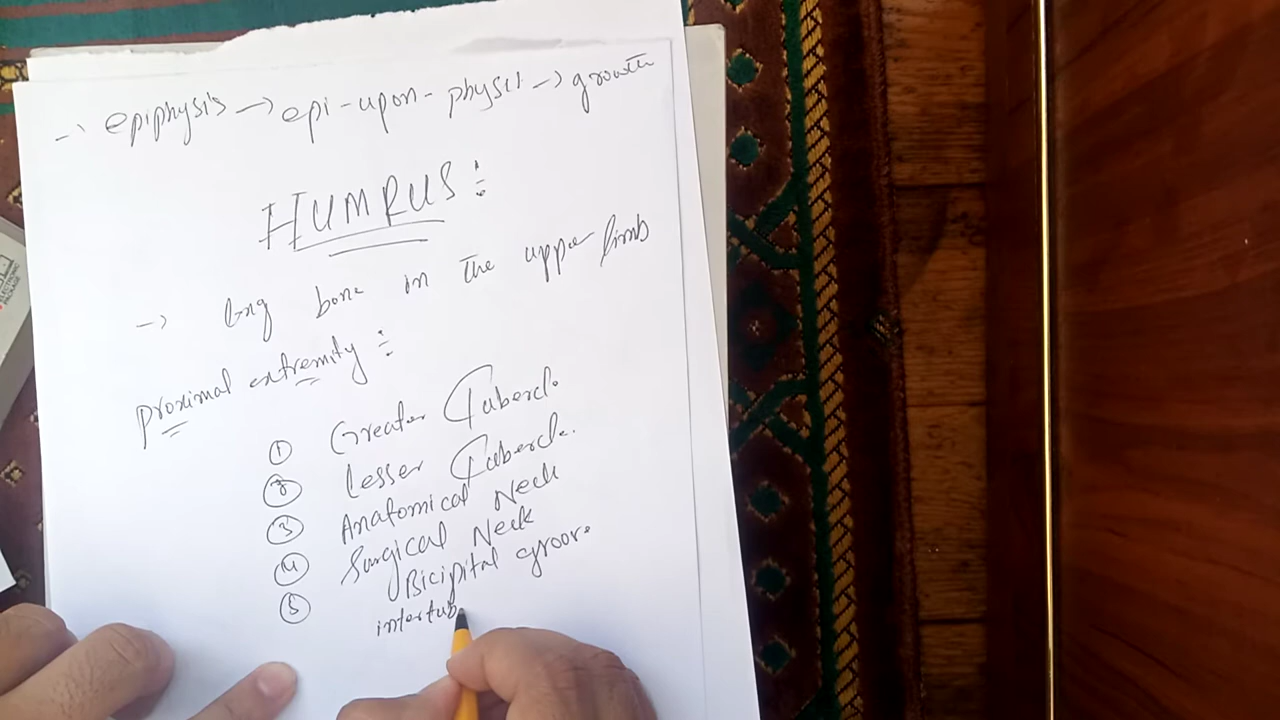 -> epiphysis -> epi-upon-physis -> growth
HUMRUS:
-> long bone in the upper limb
proximal extremity:
① Greater Tubercle
② Lesser Tubercle
③ Anatomical Neck
④ Surgical Neck
⑤ Bicipital groove
intertub